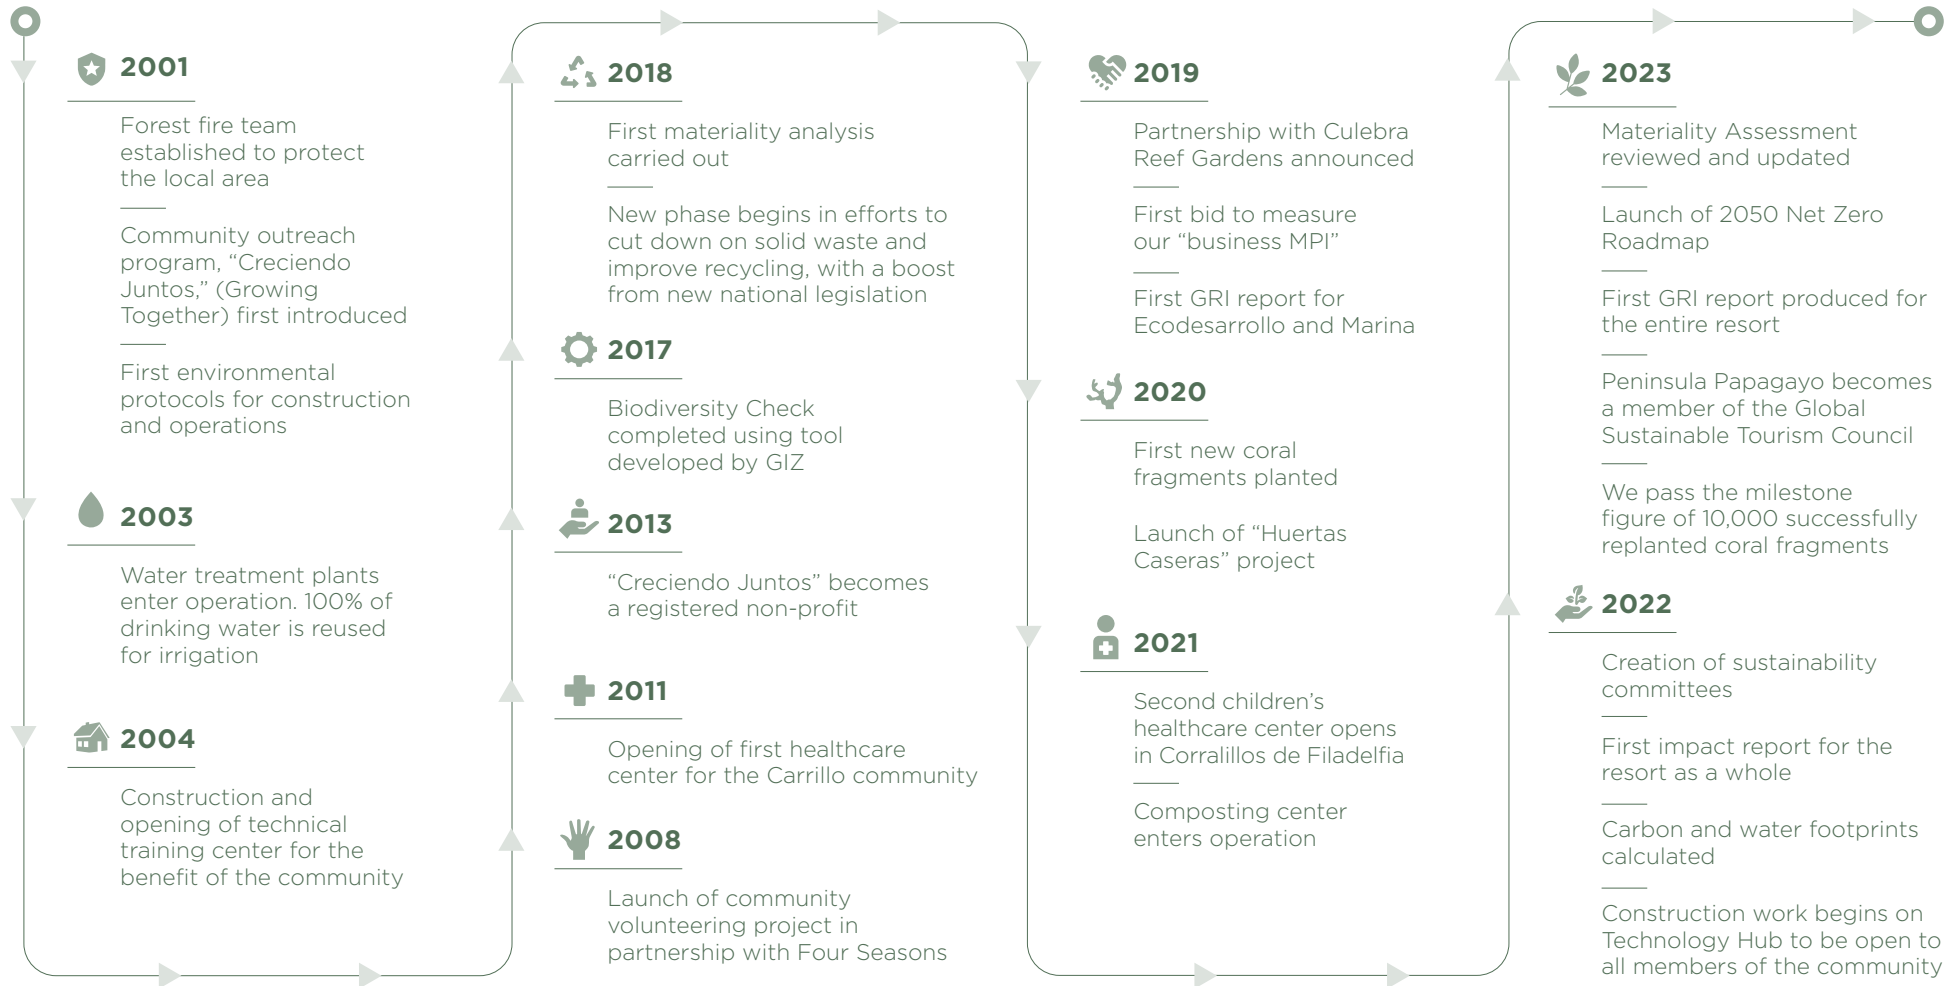 2001
Forest fire team
established to protect
the local area
Community outreach
program, “Creciendo
Juntos,” (Growing
Together) first introduced
First environmental
protocols for construction
and operations
2003
Water treatment plants
enter operation. 100% of
drinking water is reused
for irrigation
2004
Construction and
opening of technical
training center for the
benefit of the community
2018
First materiality analysis
carried out
New phase begins in efforts to
cut down on solid waste and
improve recycling, with a boost
from new national legislation
2017
Biodiversity Check
completed using tool
developed by GIZ
2013
“Creciendo Juntos” becomes
a registered non-profit
2011
Opening of first healthcare
center for the Carrillo community
2008
Launch of community
volunteering project in
partnership with Four Seasons
2019
Partnership with Culebra
Reef Gardens announced
First bid to measure
our “business MPI”
First GRI report for
Ecodesarrollo and Marina
2020
First new coral
fragments planted
Launch of “Huertas
Caseras” project
2021
Second children’s
healthcare center opens
in Corralillos de Filadelfia
Composting center
enters operation
2023
Materiality Assessment
reviewed and updated
Launch of 2050 Net Zero
Roadmap
First GRI report produced for
the entire resort
Peninsula Papagayo becomes
a member of the Global
Sustainable Tourism Council
We pass the milestone
figure of 10,000 successfully
replanted coral fragments
2022
Creation of sustainability
committees
First impact report for the
resort as a whole
Carbon and water footprints
calculated
Construction work begins on
Technology Hub to be open to
all members of the community